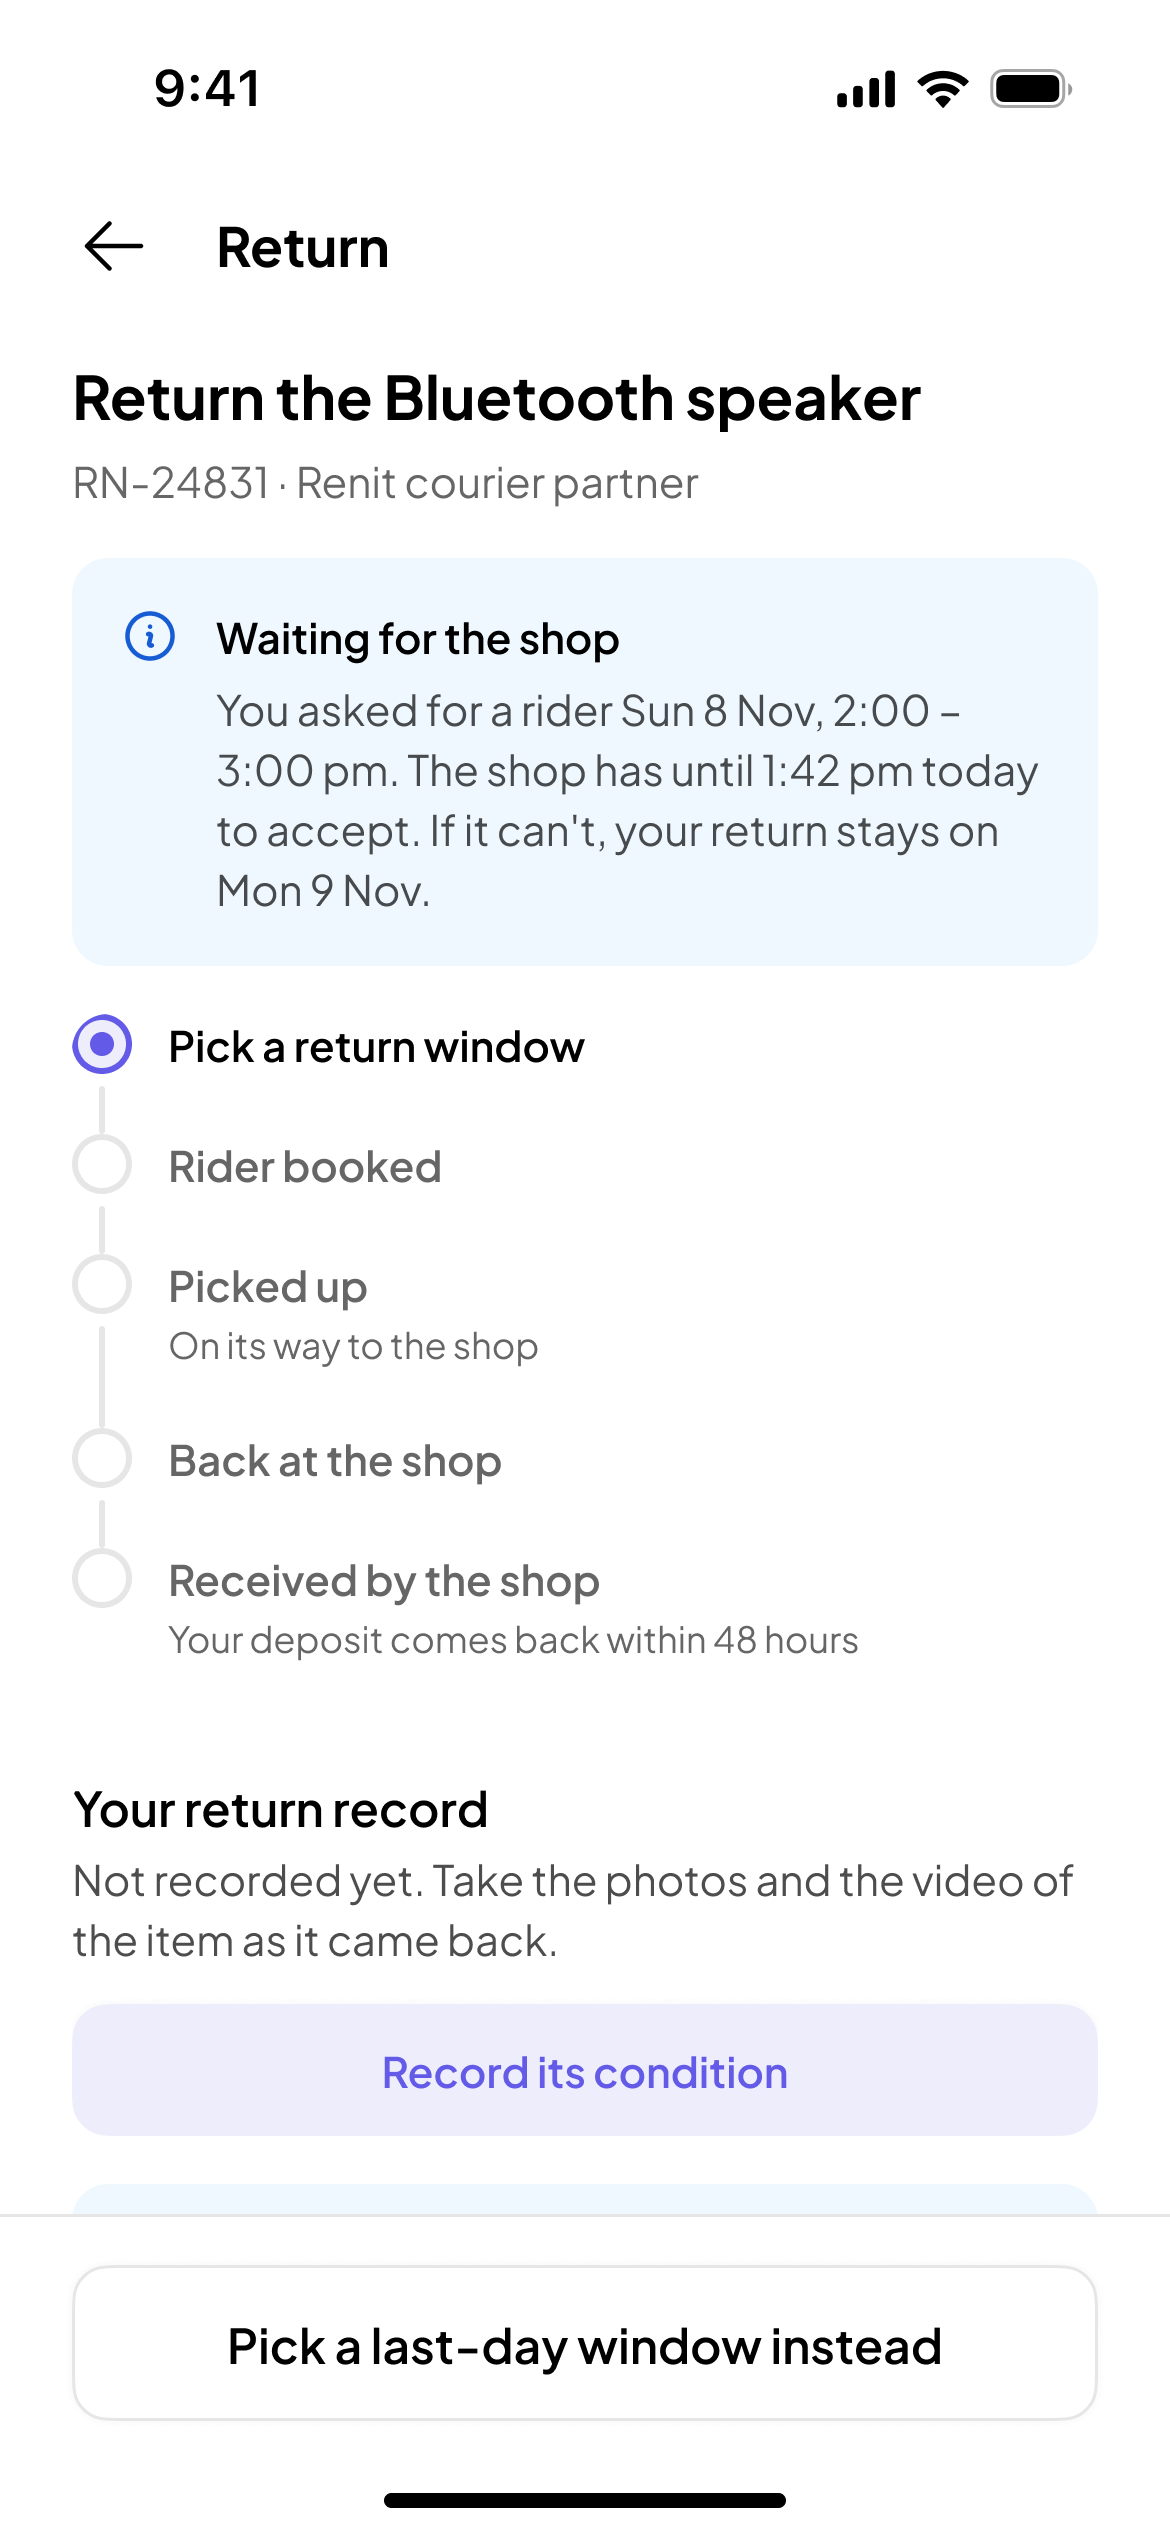 9:41
Return
Return the Bluetooth speaker
RN-24831 · Renit courier partner
Waiting for the shop
You asked for a rider Sun 8 Nov, 2:00 –
3:00 pm. The shop has until 1:42 pm today
to accept. If it can't, your return stays on
Mon 9 Nov.
Pick a return window
Rider booked
Picked up
On its way to the shop
Back at the shop
Received by the shop
Your deposit comes back within 48 hours
Your return record
Not recorded yet. Take the photos and the video of
the item as it came back.
Record its condition
Pick a last-day window instead